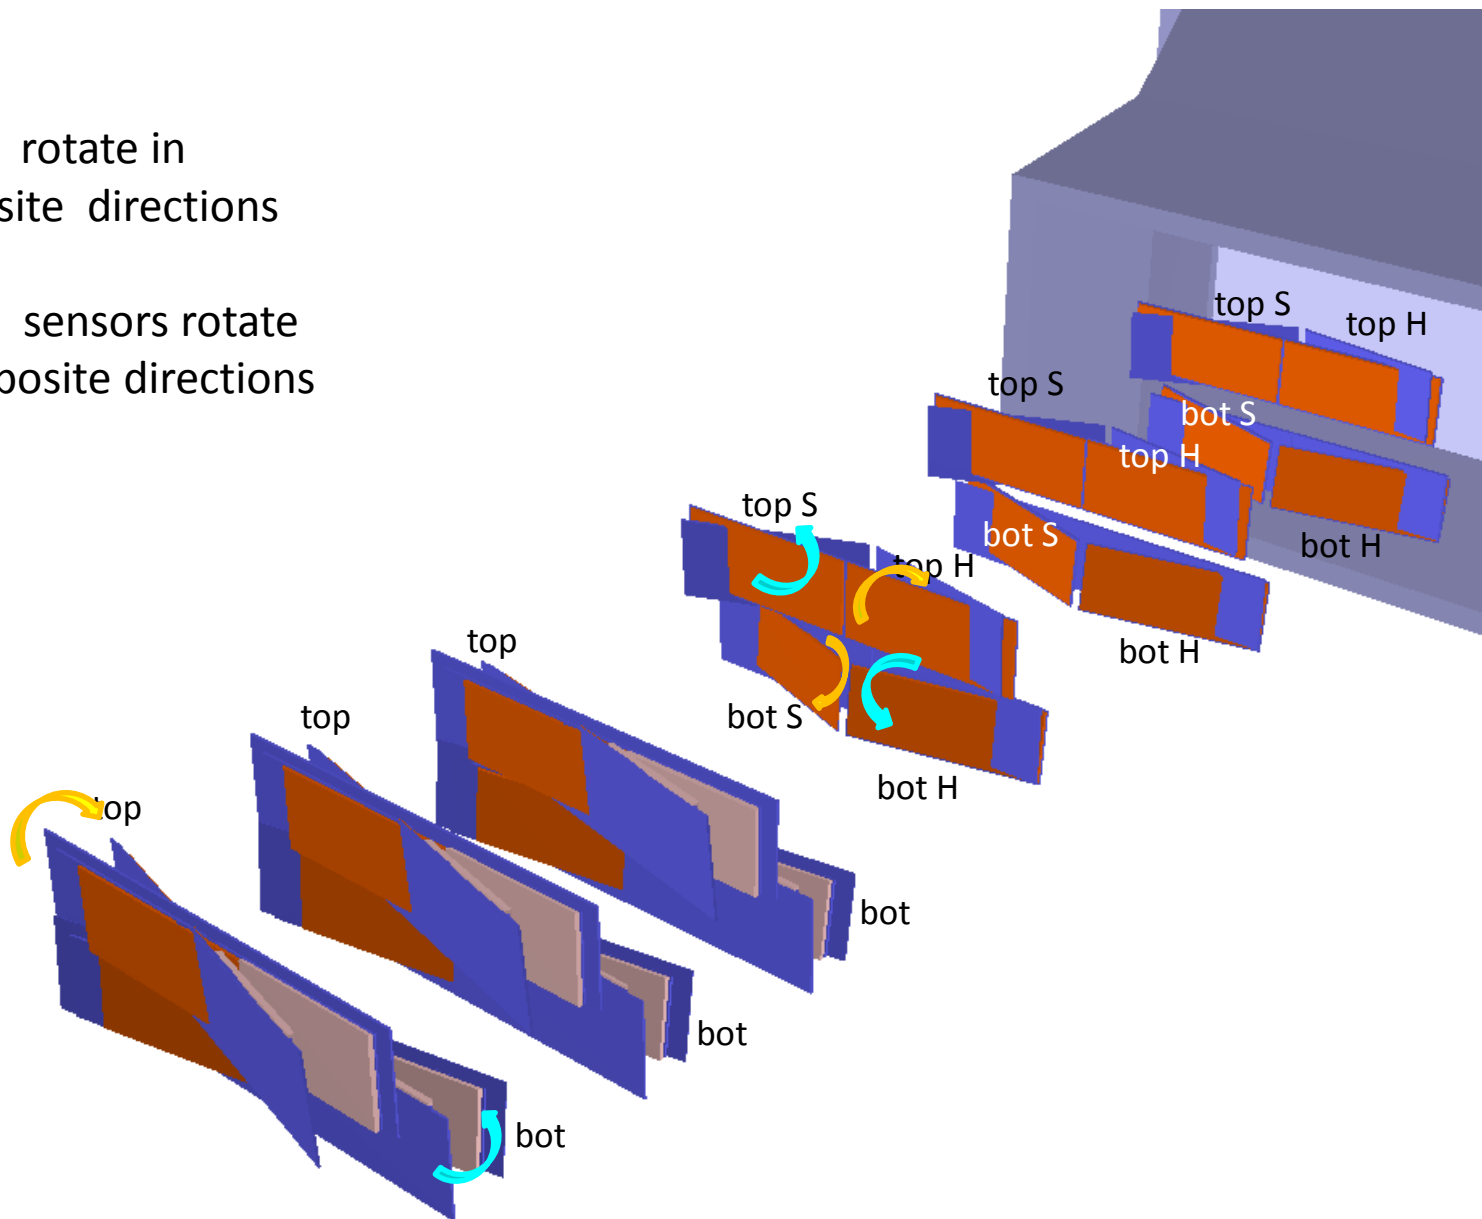 rotate in
site directions
sensors rotate
posite directions
top S
top H
top S
bot S
top H
top S
bot S
bot H
top H
top
bot H
top
bot S
bot H
top
bot
bot
bot